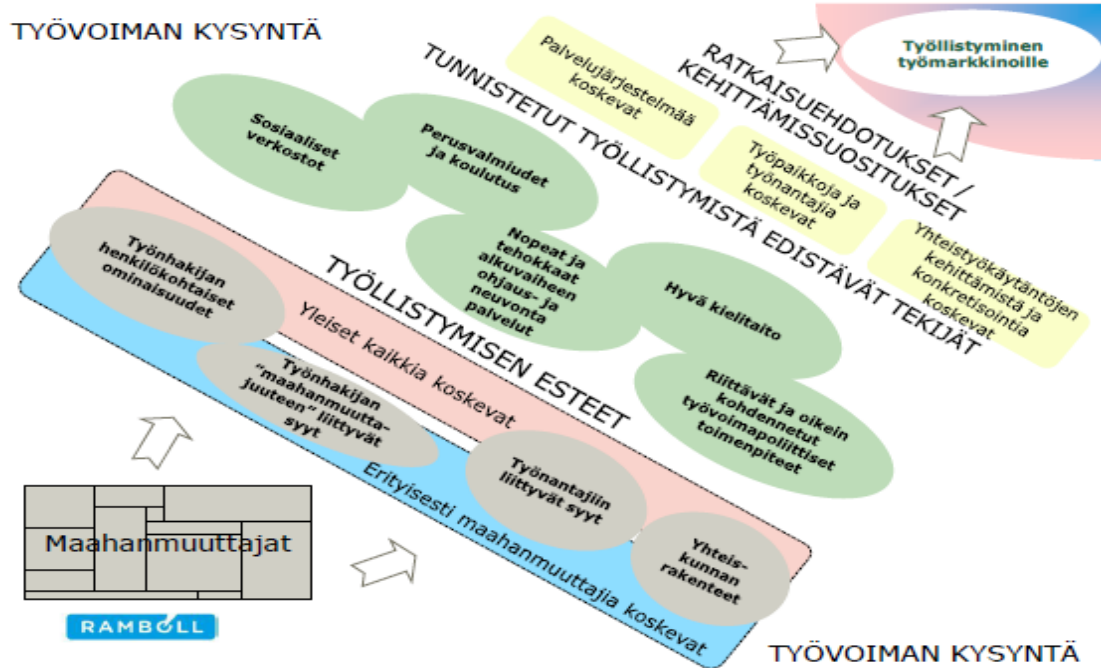 TYÖVOIMAN KYSYNTÄ
Työllistyminen
työmarkkinoille
RATKAISUEHDOTUKSET /
KEHITTÄMISSUOSITUKSET
Palvelujärjestelmää
koskevat
Työpaikkoja ja
työnantajia
koskevat
Yhteistyökäytäntöjen
kehittämistä ja
konkretisointia
koskevat
TUNNISTETUT TYÖLLISTYMISTÄ EDISTÄVÄT TEKIJÄT
Sosiaaliset
verkostot
Perusvalmiudet
ja koulutus
Nopeat ja
tehokkaat
alkuvaiheen
ohjaus- ja
neuvonta
palvelut
Hyvä kielitaito
Riittävät ja oikein
kohdennetut
työvoimapoliittiset
toimenpiteet
TYÖLLISTYMISEN ESTEET
Yleiset kaikkia koskevat
Työnhakijan
henkilökohtaiset
ominaisuudet
Työnhakijan
“maahanmuutta-
juuteen” liittyvät
syyt
Työnantajiin
liittyvät syyt
Yhteis-
kunnan
rakenteet
Erityisesti maahanmuuttajia koskevat
Maahanmuuttajat
RAMBOLL
TYÖVOIMAN KYSYNTÄ